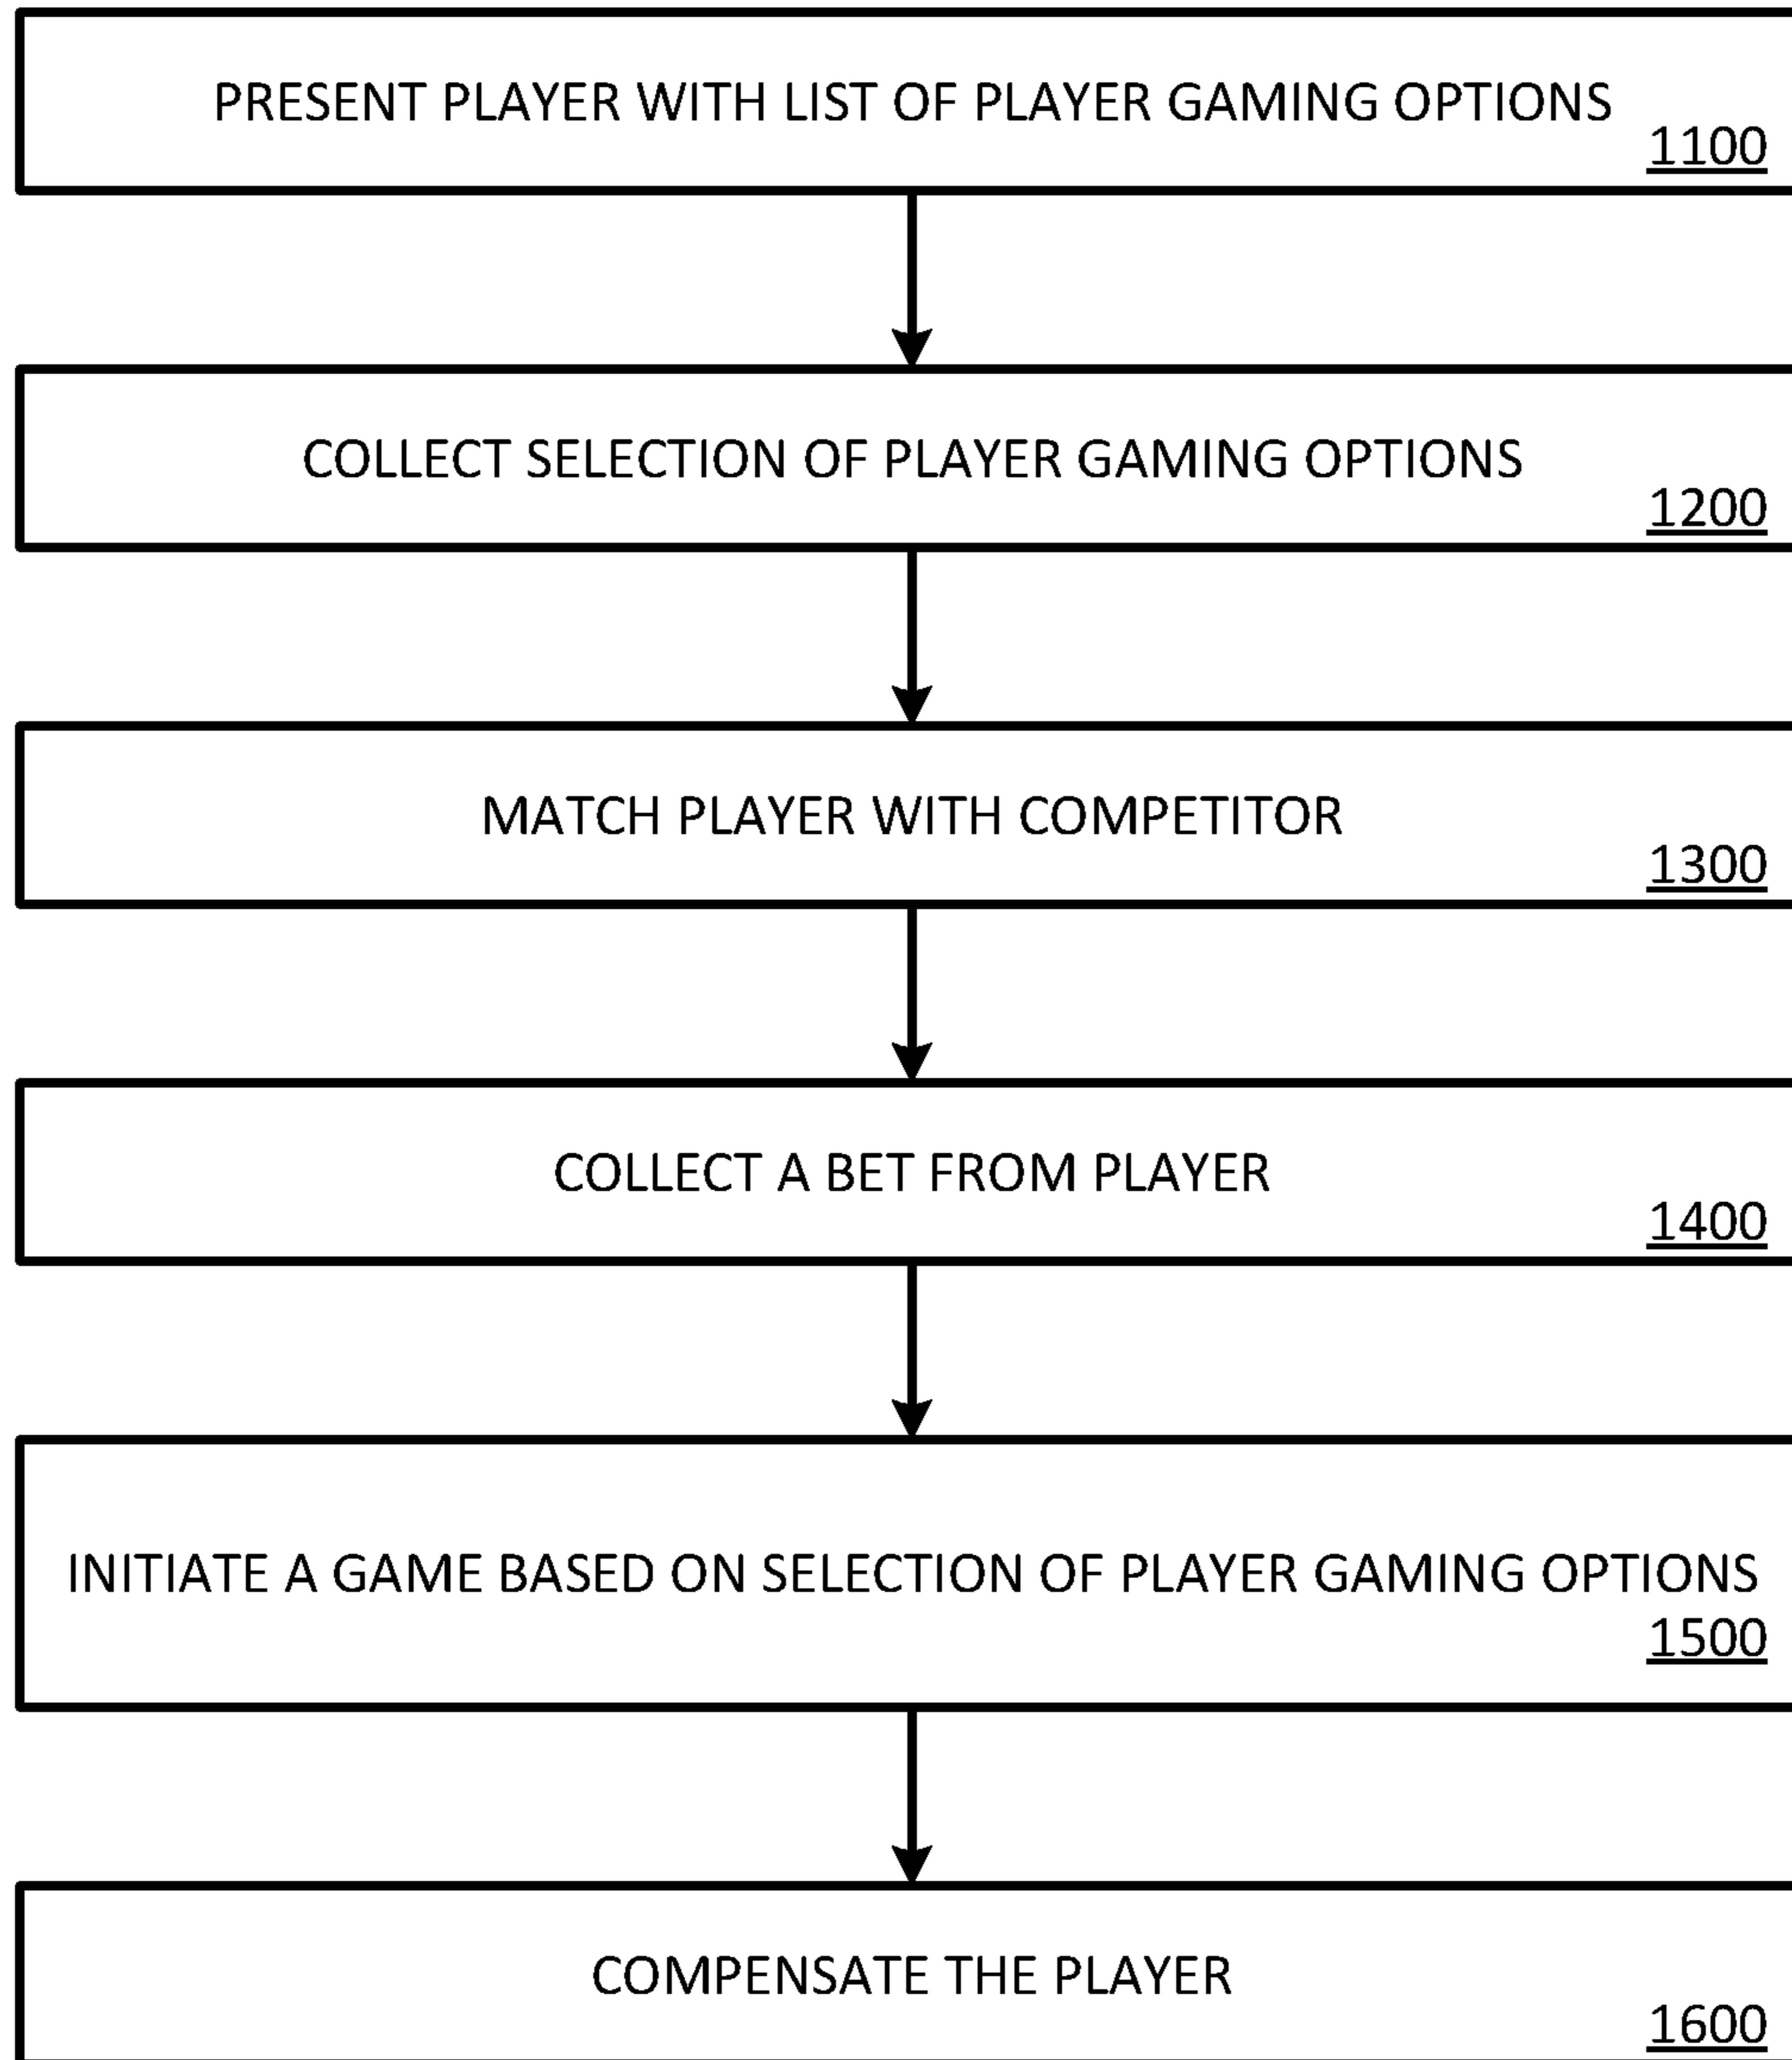 PRESENT PLAYER WITH LIST OF PLAYER GAMING OPTIONS
1100
COLLECT SELECTION OF PLAYER GAMING OPTIONS
1200
MATCH PLAYER WITH COMPETITOR
1300
COLLECT A BET FROM PLAYER
1400
INITIATE A GAME BASED ON SELECTION OF PLAYER GAMING OPTIONS
1500
COMPENSATE THE PLAYER
1600